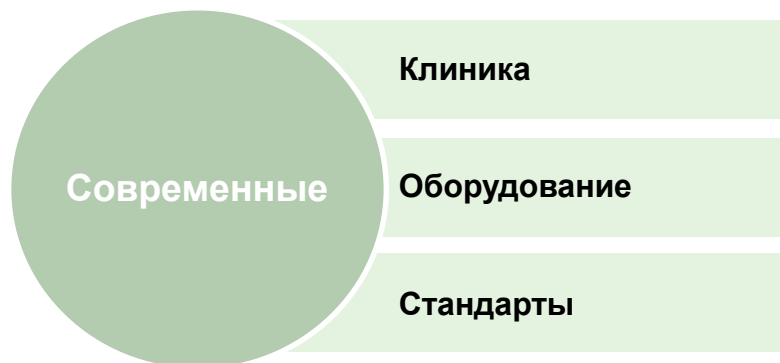 Современные
Клиника
Оборудование
Стандарты